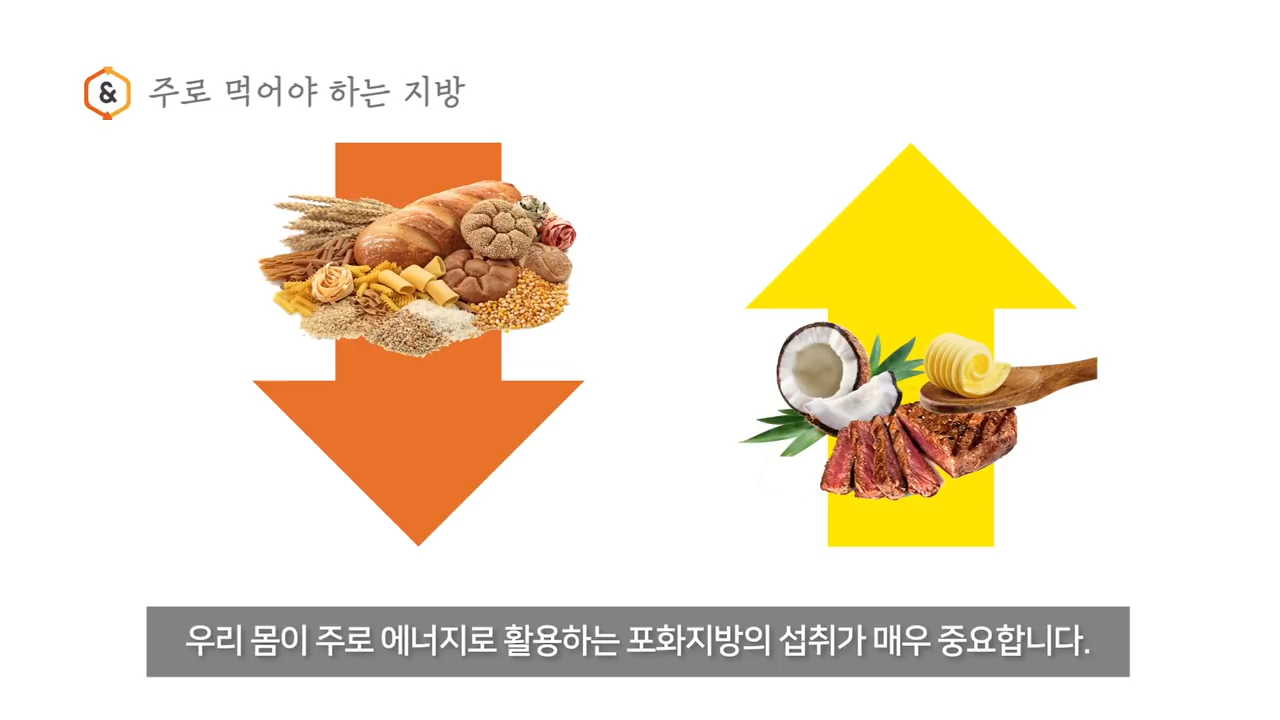 & 주로 먹어야 하는 지방
우리 몸이 주로 에너지로 활용하는 포화지방의 섭취가 매우 중요합니다.